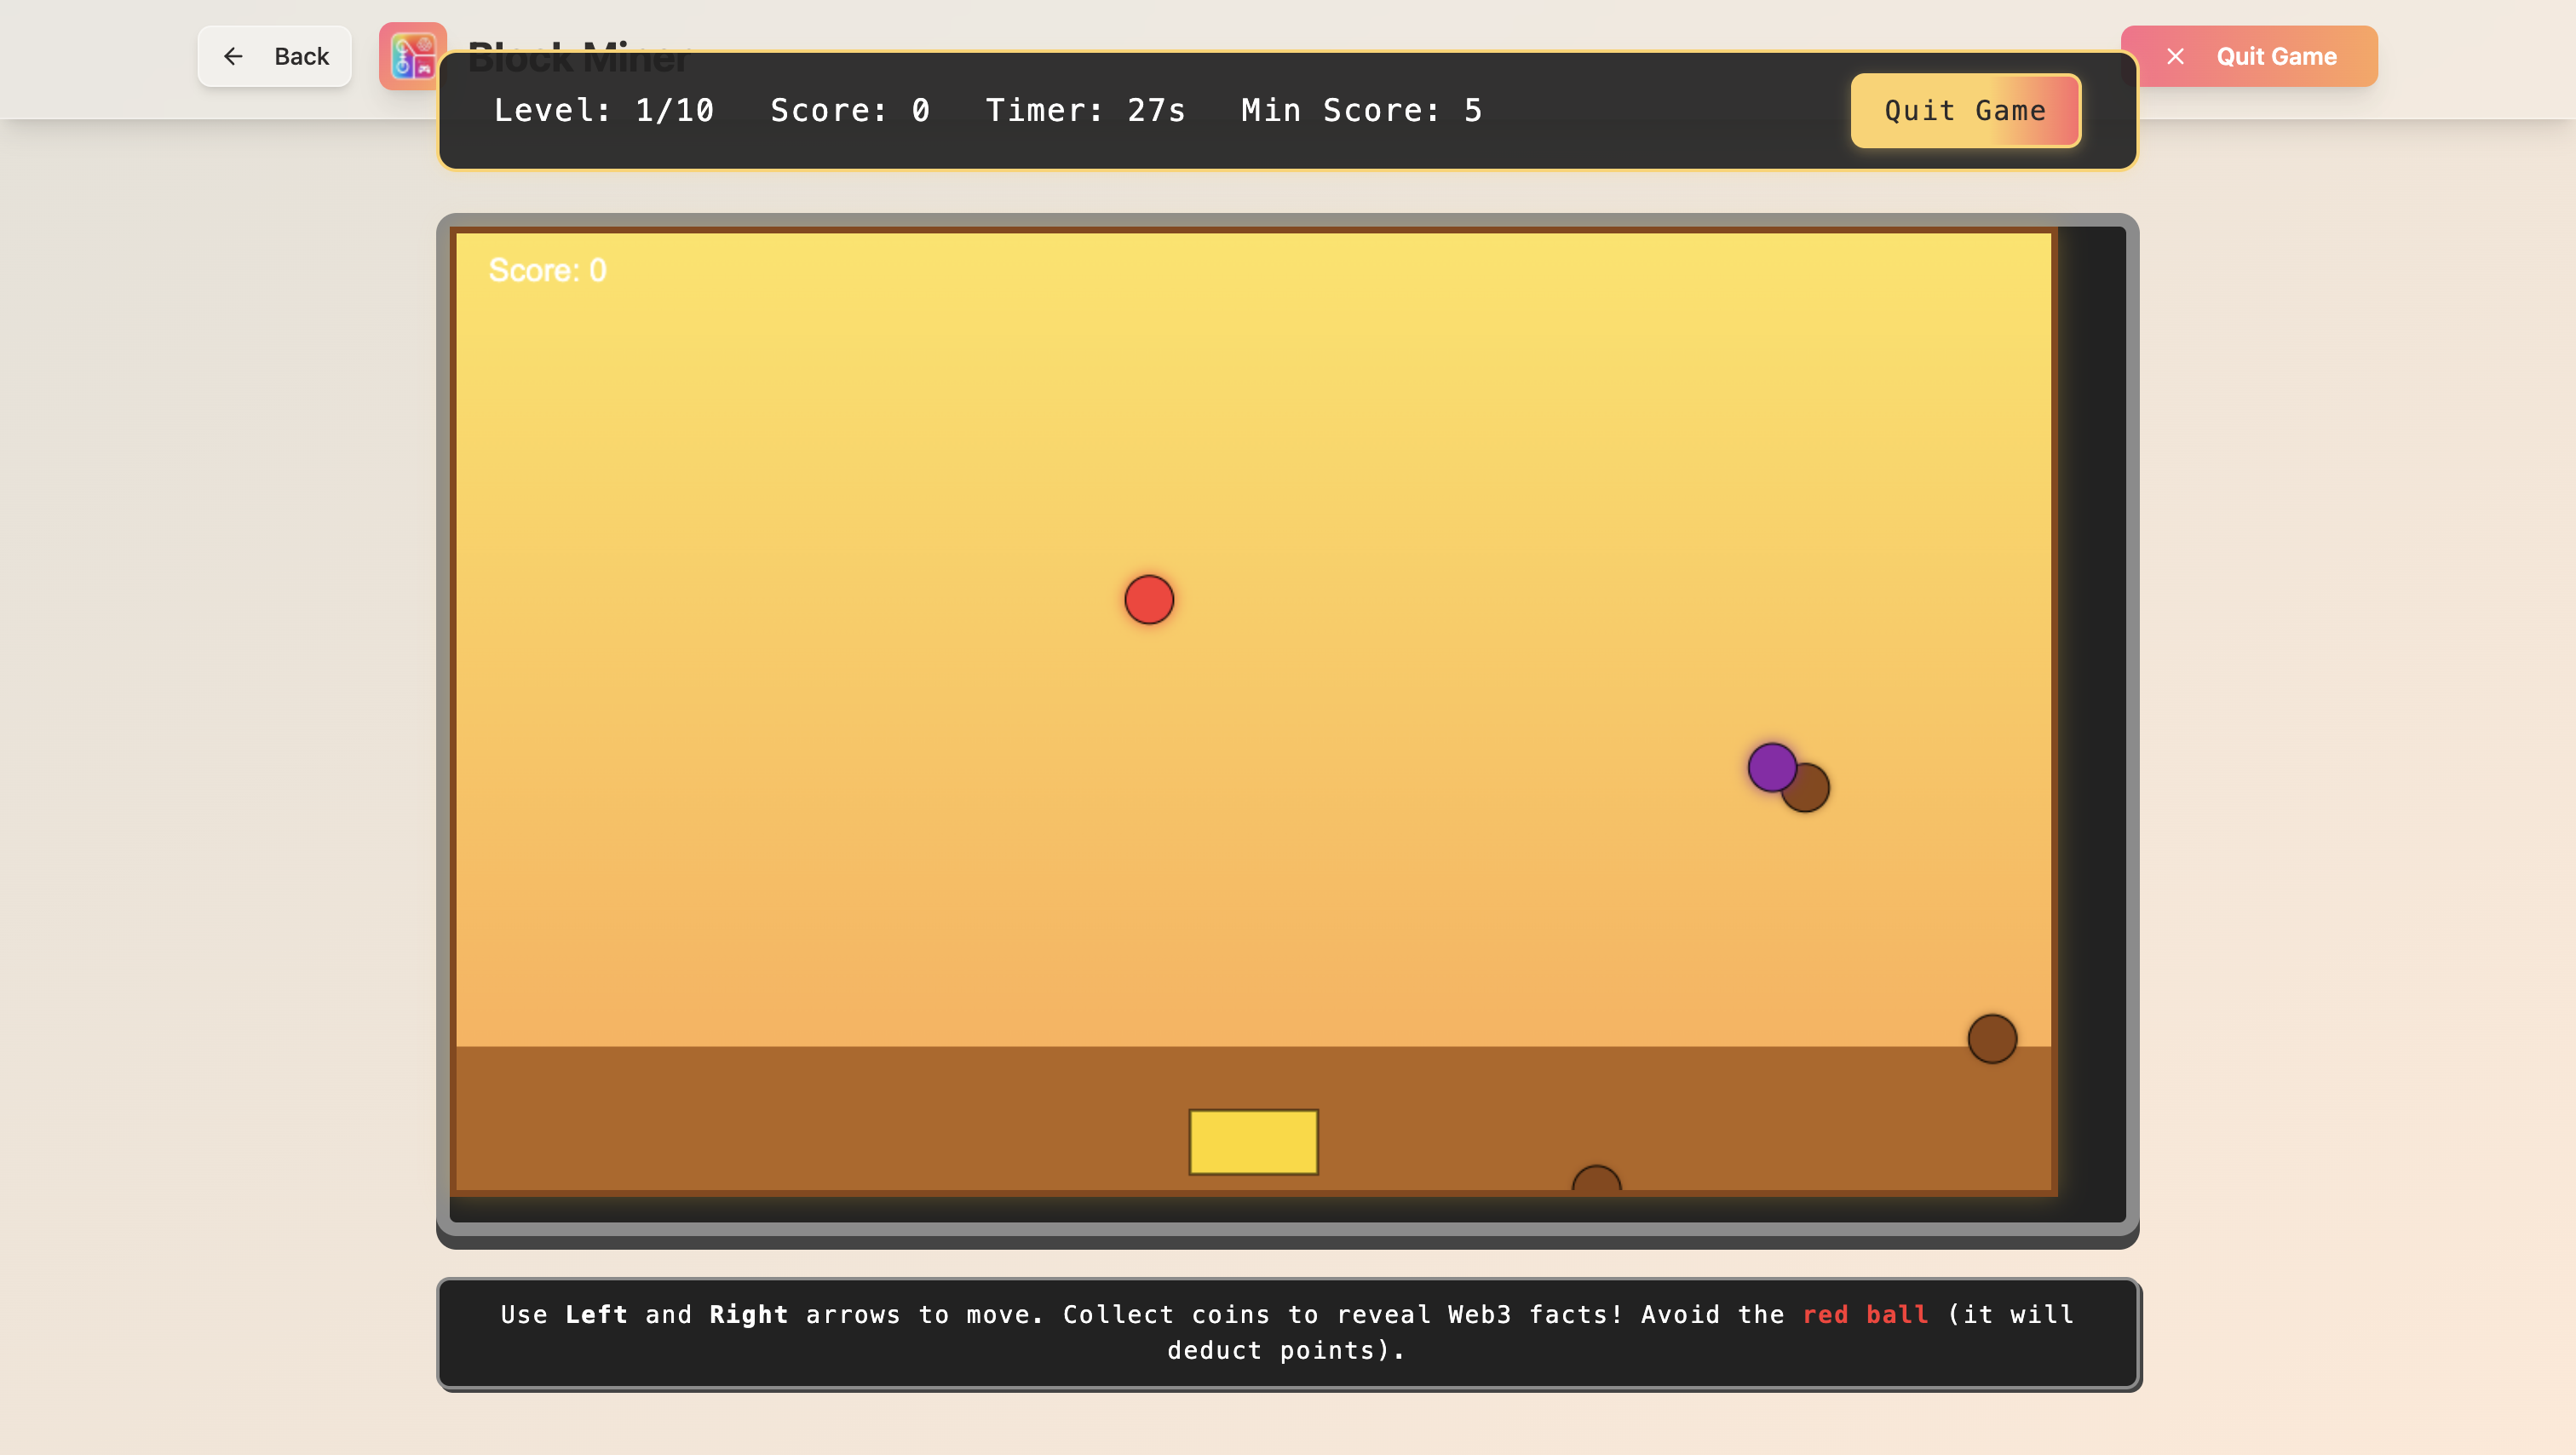 Back
Block Miner
Quit Game
Level: 1/10 Score: 0 Timer: 27s Min Score: 5
Quit Game
Score: 0
Use Left and Right arrows to move. Collect coins to reveal Web3 facts! Avoid the red ball (it will
deduct points).